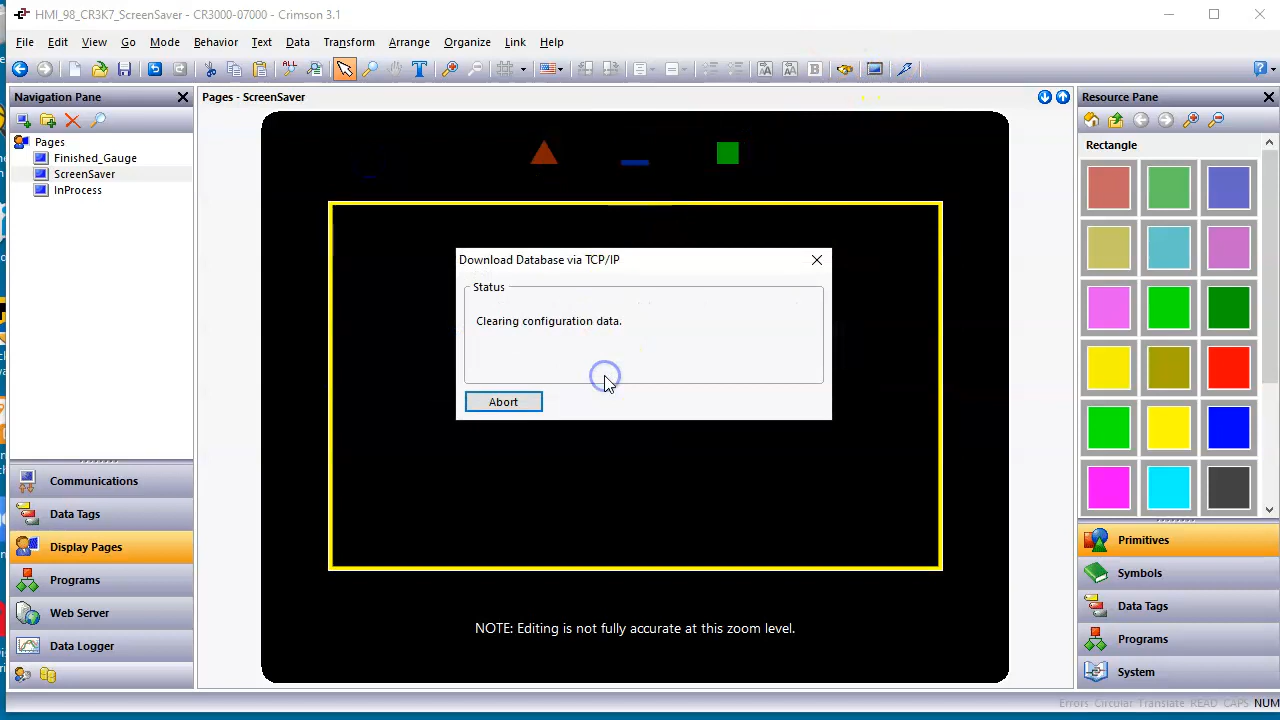 HMI_98_CR3K7_ScreenSaver - CR3000-07000 - Crimson 3.1
File Edit View Go Mode Behavior Text Data Transform Arrange Organize Link Help
Navigation Pane
Pages - ScreenSaver
Resource Pane
Pages
Finished_Gauge
ScreenSaver
InProcess
Rectangle
Download Database via TCP/IP
Status
Clearing configuration data.
Abort
NOTE: Editing is not fully accurate at this zoom level.
Communications
Data Tags
Display Pages
Programs
Web Server
Data Logger
Primitives
Symbols
Data Tags
Programs
System
Errors Circular Translate READ CAPS NUM